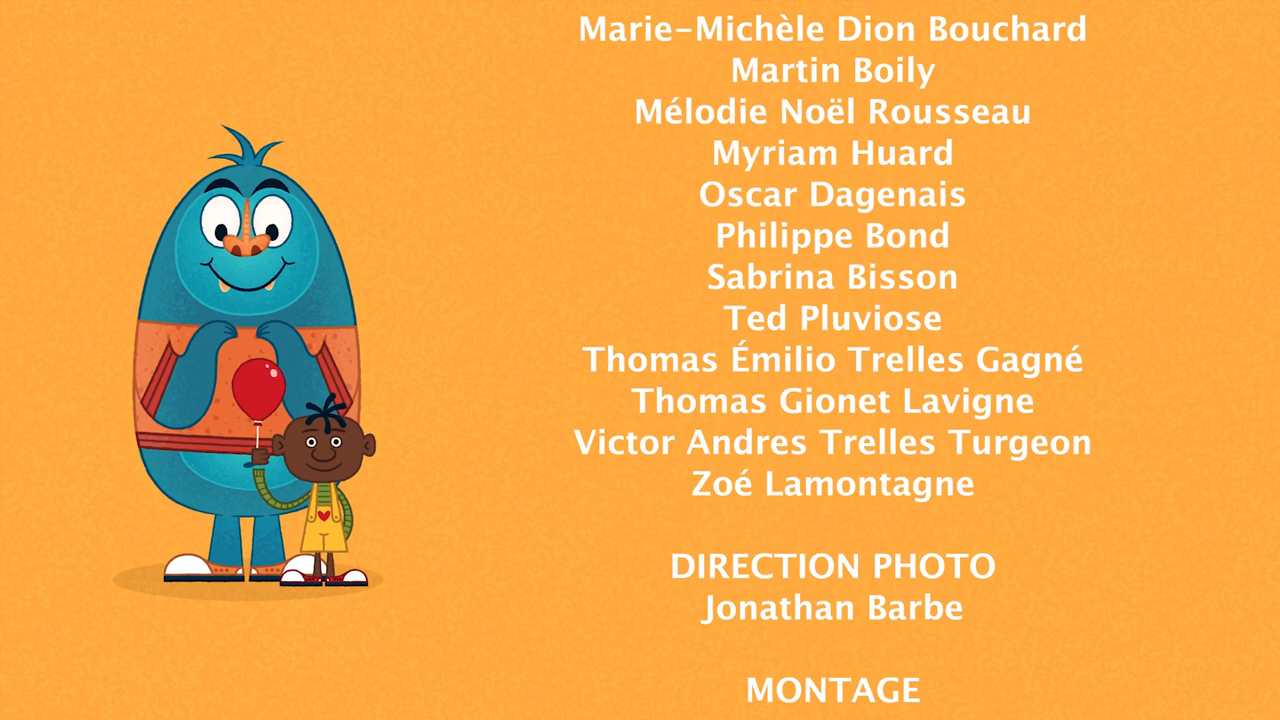 Marie-Michèle Dion Bouchard
Martin Boily
Mélodie Noël Rousseau
Myriam Huard
Oscar Dagenais
Philippe Bond
Sabrina Bisson
Ted Pluviose
Thomas Émilio Trelles Gagné
Thomas Gionet Lavigne
Victor Andres Trelles Turgeon
Zoé Lamontagne
DIRECTION PHOTO
Jonathan Barbe
MONTAGE